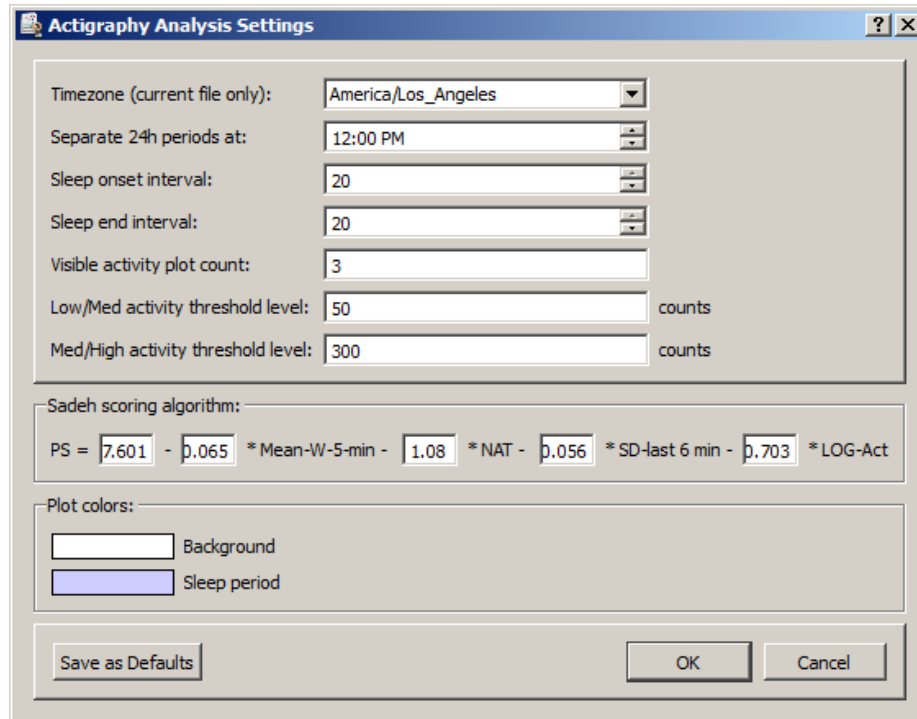 Actigraphy Analysis Settings
Timezone (current file only): America/Los_Angeles
Separate 24h periods at: 12:00 PM
Sleep onset interval: 20
Sleep end interval: 20
Visible activity plot count: 3
Low/Med activity threshold level: 50 counts
Med/High activity threshold level: 300 counts
Sadeh scoring algorithm:
PS = 7.601 - 0.065 *Mean-W-5-min - 1.08 *NAT - 0.056 *SD-last 6 min - 0.703 *LOG-Act
Plot colors:
Background
Sleep period
Save as Defaults OK Cancel